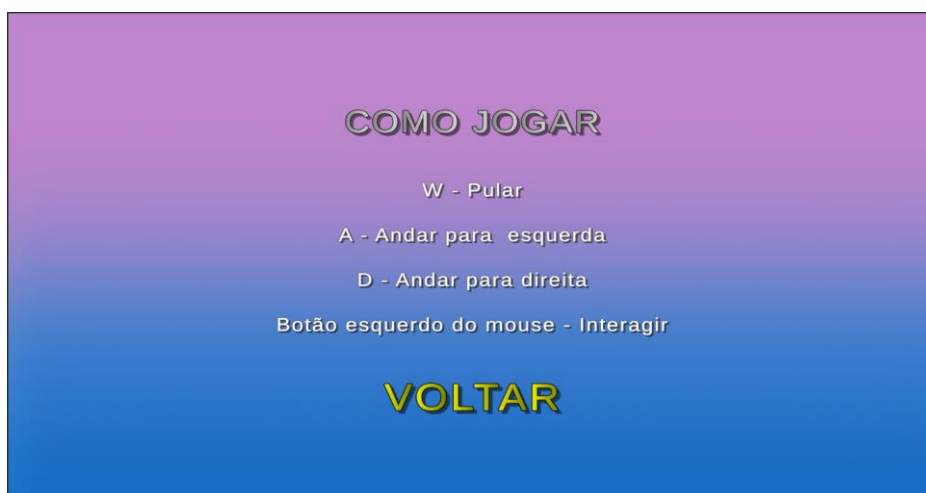 COMO JOGAR
W - Pular
A - Andar para  esquerda
D - Andar para direita
Botão esquerdo do mouse - Interagir
VOLTAR